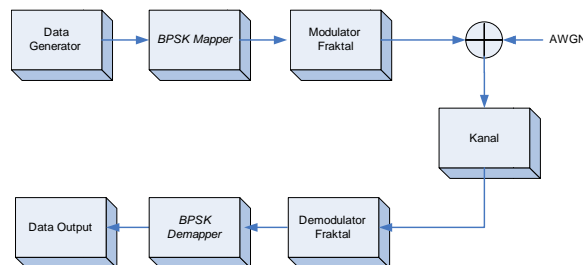 Data
Generator
BPSK Mapper
Modulator
Fraktal
AWGN
Kanal
Data Output
BPSK
Demapper
Demodulator
Fraktal